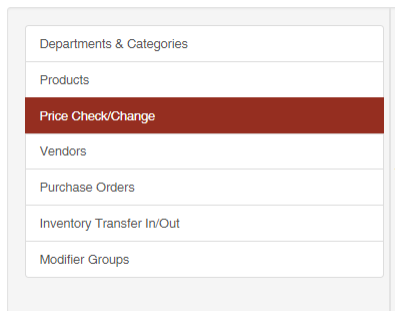 Departments & Categories
Products
Price Check/Change
Vendors
Purchase Orders
Inventory Transfer In/Out
Modifier Groups